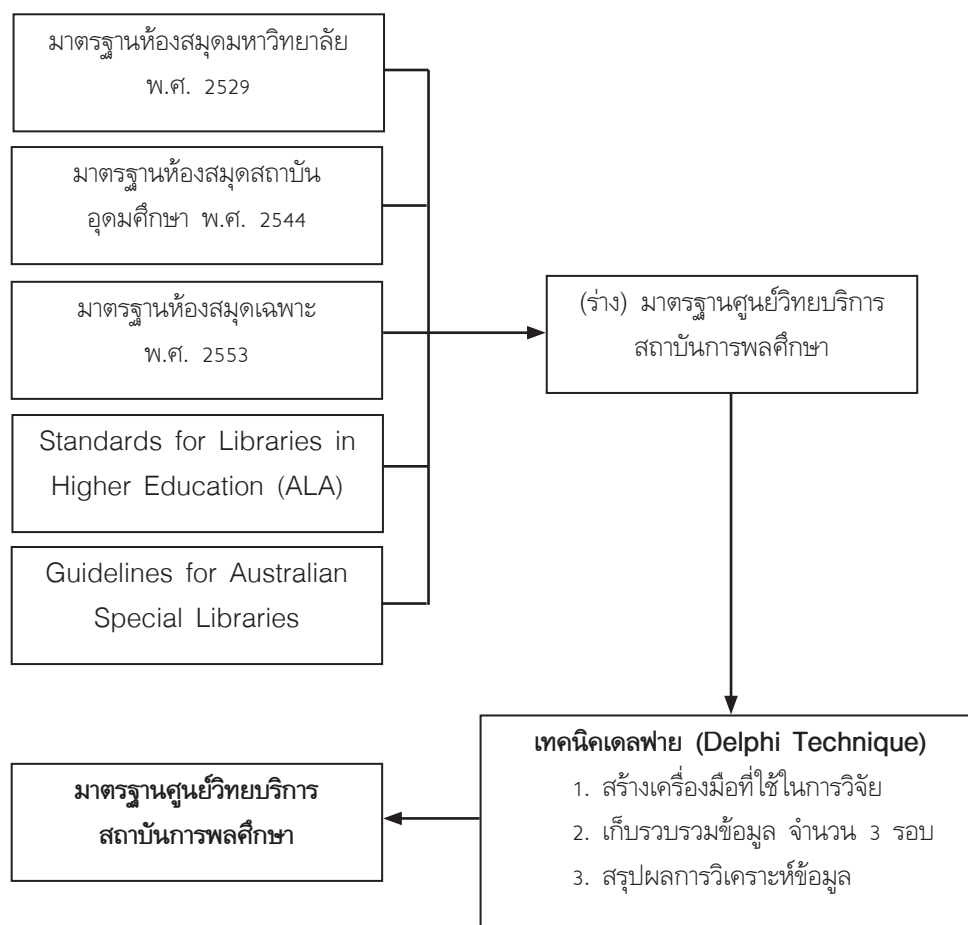 มาตรฐานห้องสมุดมหาวิทยาลัย
พ.ศ. 2529
มาตรฐานห้องสมุดสถาบัน
อุดมศึกษา พ.ศ. 2544
มาตรฐานห้องสมุดเฉพาะ
พ.ศ. 2553
Standards for Libraries in
Higher Education (ALA)
Guidelines for Australian
Special Libraries
(ร่าง) มาตรฐานศูนย์วิทยบริการ
สถาบันการพลศึกษา
เทคนิคเดลฟาย (Delphi Technique)
1. สร้างเครื่องมือที่ใช้ในการวิจัย
2. เก็บรวบรวมข้อมูล จำนวน 3 รอบ
3. สรุปผลการวิเคราะห์ข้อมูล
มาตรฐานศูนย์วิทยบริการ
สถาบันการพลศึกษา